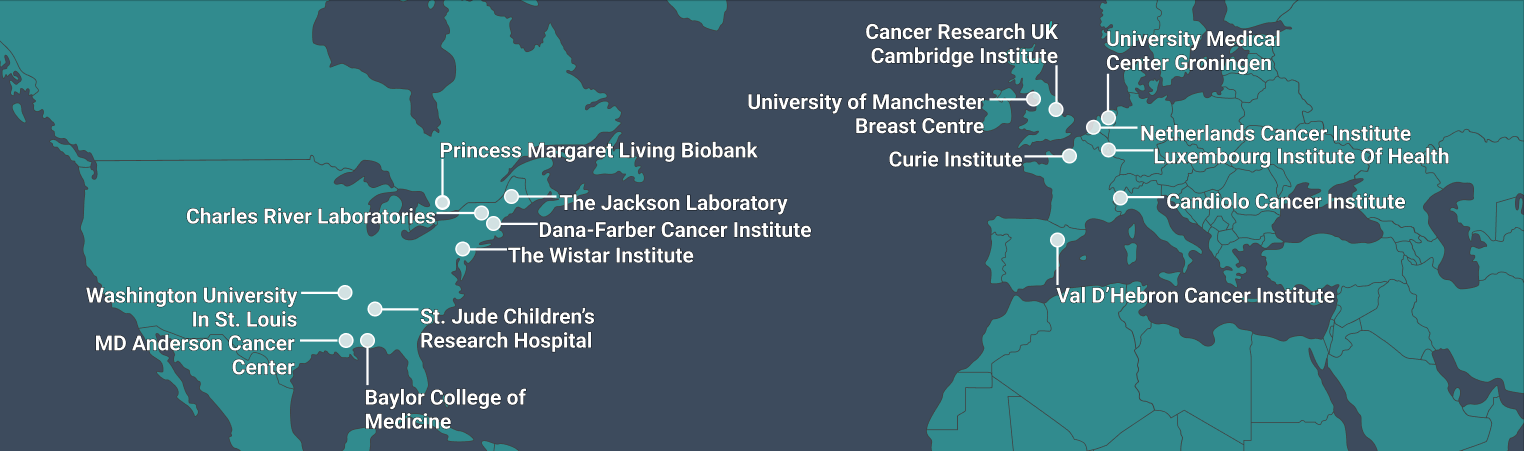 Cancer Research UK
Cambridge Institute
University Medical
Center Groningen
University of Manchester
Breast Centre
Netherlands Cancer Institute
Curie Institute
Luxembourg Institute Of Health
Candiolo Cancer Institute
Val D’Hebron Cancer Institute
Princess Margaret Living Biobank
The Jackson Laboratory
Charles River Laboratories
Dana-Farber Cancer Institute
The Wistar Institute
Washington University
In St. Louis
St. Jude Children’s
Research Hospital
MD Anderson Cancer
Center
Baylor College of
Medicine